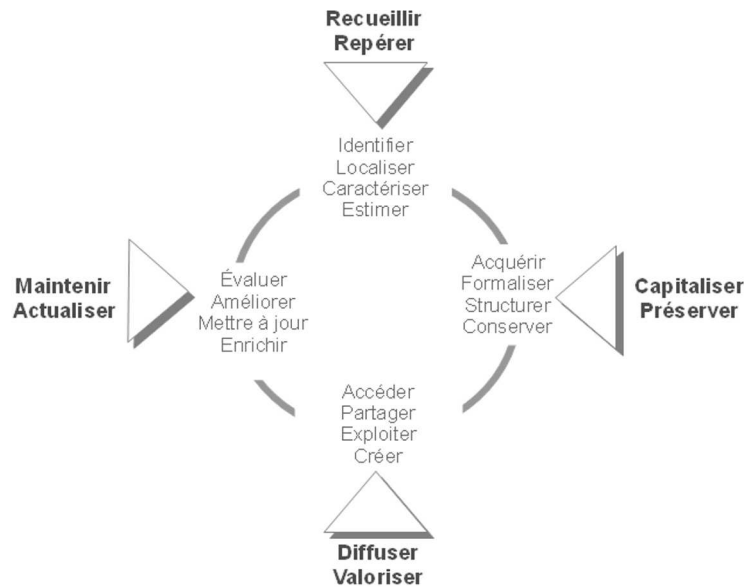 Recueillir
Repérer
Identifier
Localiser
Caractériser
Estimer
Maintenir
Actualiser
Évaluer
Améliorer
Mettre à jour
Enrichir
Acquérir
Formaliser
Structurer
Conserver
Capitaliser
Préserver
Accéder
Partager
Exploiter
Créer
Diffuser
Valoriser